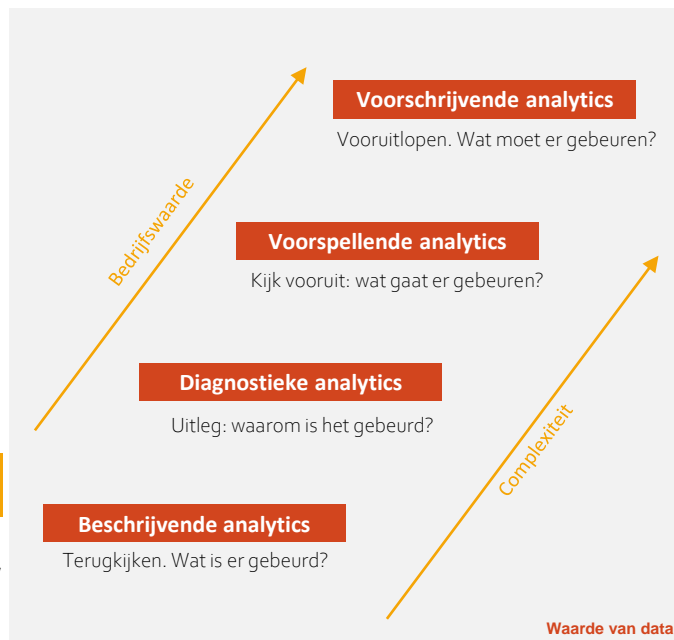 Voorschrijvende analytics
Vooruitlopen. Wat moet er gebeuren?
Bedrijfswaarde
Voorspellende analytics
Kijk vooruit: wat gaat er gebeuren?
Diagnostieke analytics
Uitleg: waarom is het gebeurd?
Complexiteit
Beschrijvende analytics
Terugkijken. Wat is er gebeurd?
Waarde van data